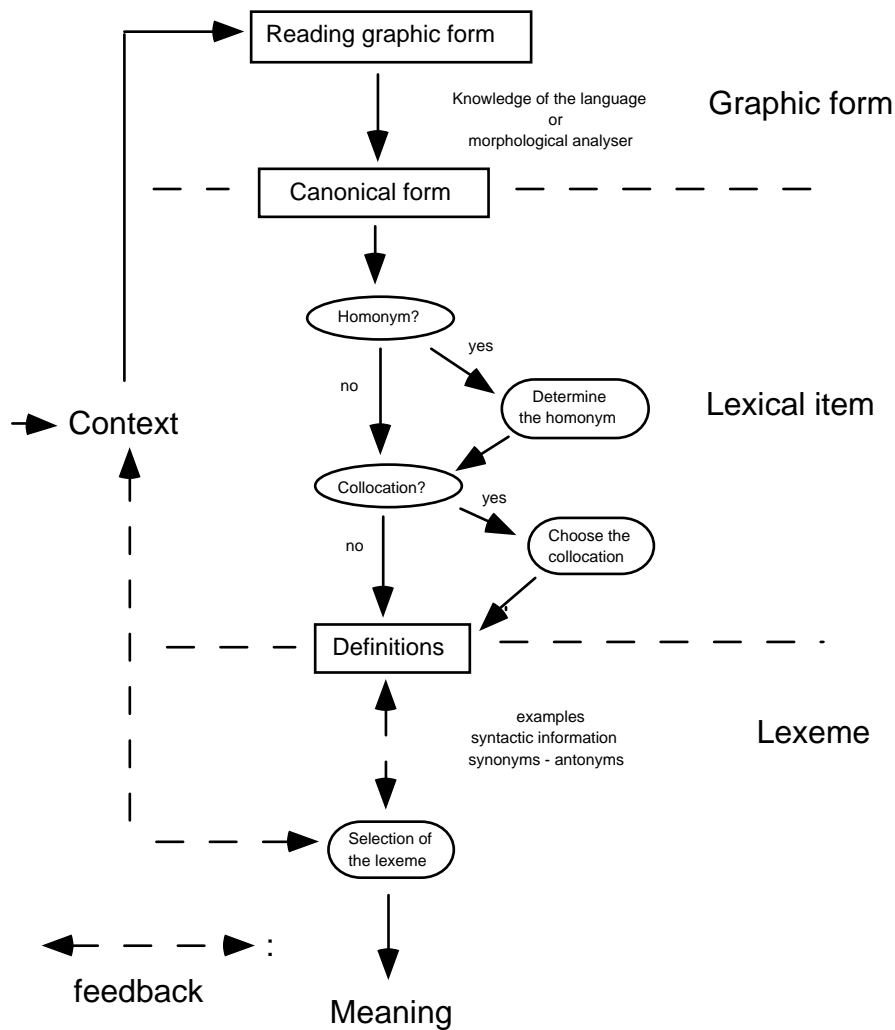 Reading graphic form
Knowledge of the language
or
morphological analyser
Graphic form
Canonical form
Homonym?
yes
no
Determine
the homonym
Lexical item
Context
Collocation?
yes
no
Choose the
collocation
Definitions
examples
syntactic information
synonyms - antonyms
Lexeme
Selection of
the lexeme
:
feedback
Meaning